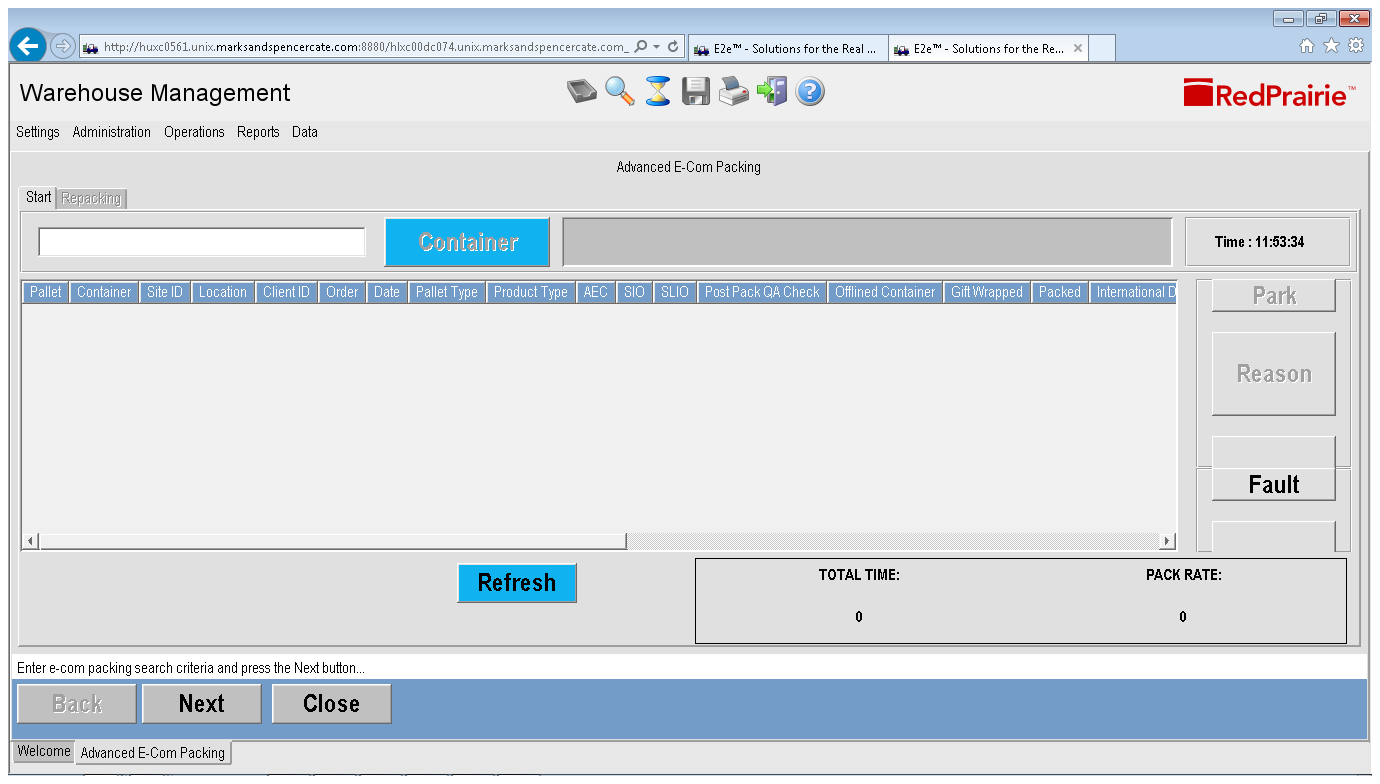 http://huxc0561.unix.marksandspencercate.com:8880/hlxc00dc074.unix.marksandspencercate.com_
E2e™ - Solutions for the Real ...
E2e™ - Solutions for the Re...
Warehouse Management
RedPrairie™
Settings Administration Operations Reports Data
Advanced E-Com Packing
Start Repacking
Container
Time : 11:53:34
Pallet Container Site ID Location Client ID Order Date Pallet Type Product Type AEC SIO SLIO Post Pack QA Check Offlined Container Gift Wrapped Packed International D
Park
Reason
Fault
Refresh
TOTAL TIME: PACK RATE:
0 0
Enter e-com packing search criteria and press the Next button...
Back Next Close
Welcome Advanced E-Com Packing